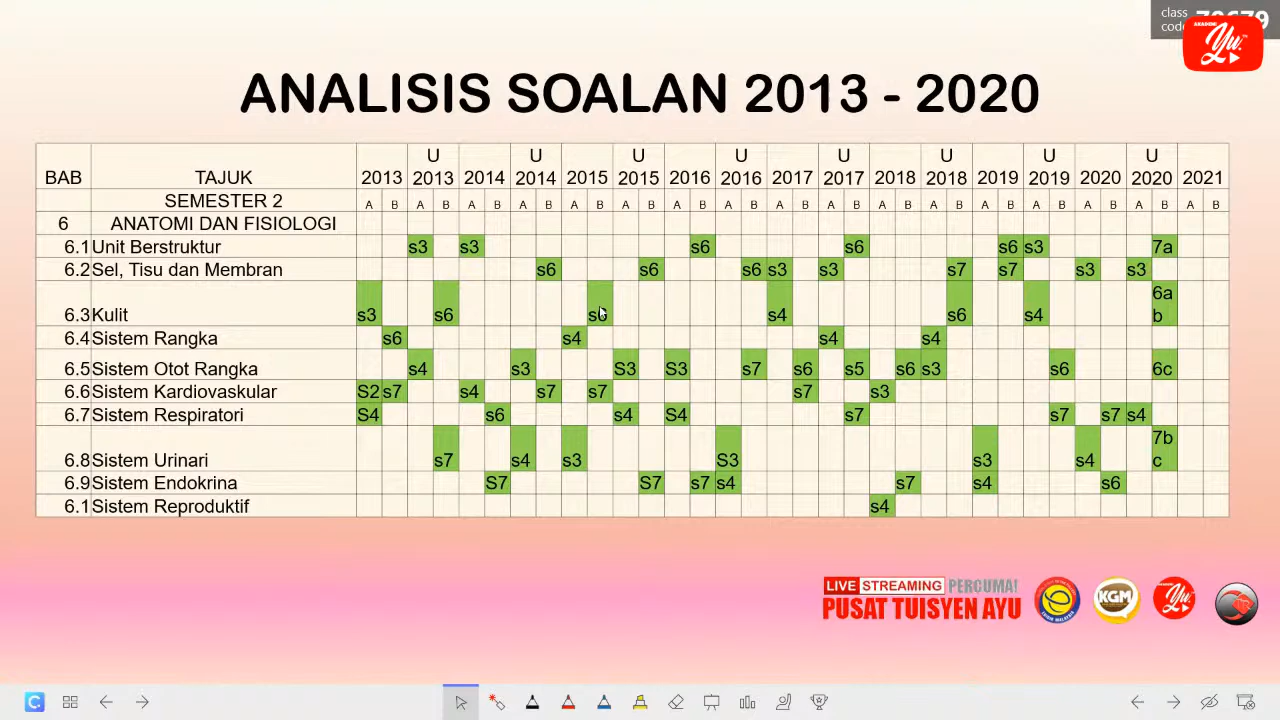 class
code
ANALISIS SOALAN 2013 - 2020
BAB TAJUK 2013 U 2013 2014 U 2014 2015 U 2015 2016 U 2016 2017 U 2017 2018 U 2018 2019 U 2019 2020 U 2020 2021
SEMESTER 2 A B A B A B A B A B A B A B A B A B A B A B A B A B A B A B A B A B
6 ANATOMI DAN FISIOLOGI
6.1 Unit Berstruktur s3 s3 s6 s6 s6 s3 7a
6.2 Sel, Tisu dan Membran s6 s6 s6 s3 s3 s7 s7 s3 s3
6.3 Kulit s3 s6 s4 s6 s4 6a b
6.4 Sistem Rangka s6 s4 s4 s4
6.5 Sistem Otot Rangka s4 s3 S3 S3 s7 s6 s5 s6 s3 s6 6c
6.6 Sistem Kardiovaskular S2 s7 s4 s7 s7 s7 s3
6.7 Sistem Respiratori S4 s6 s4 S4 s7 s7 s7 s4
6.8 Sistem Urinari s7 s4 s3 S3 s3 s4 7b c
6.9 Sistem Endokrina S7 S7 s7 s4 s7 s4 s6
6.1 Sistem Reproduktif s4
LIVE STREAMING PERCUMA!
PUSAT TUISYEN AYU
KGM
Yu